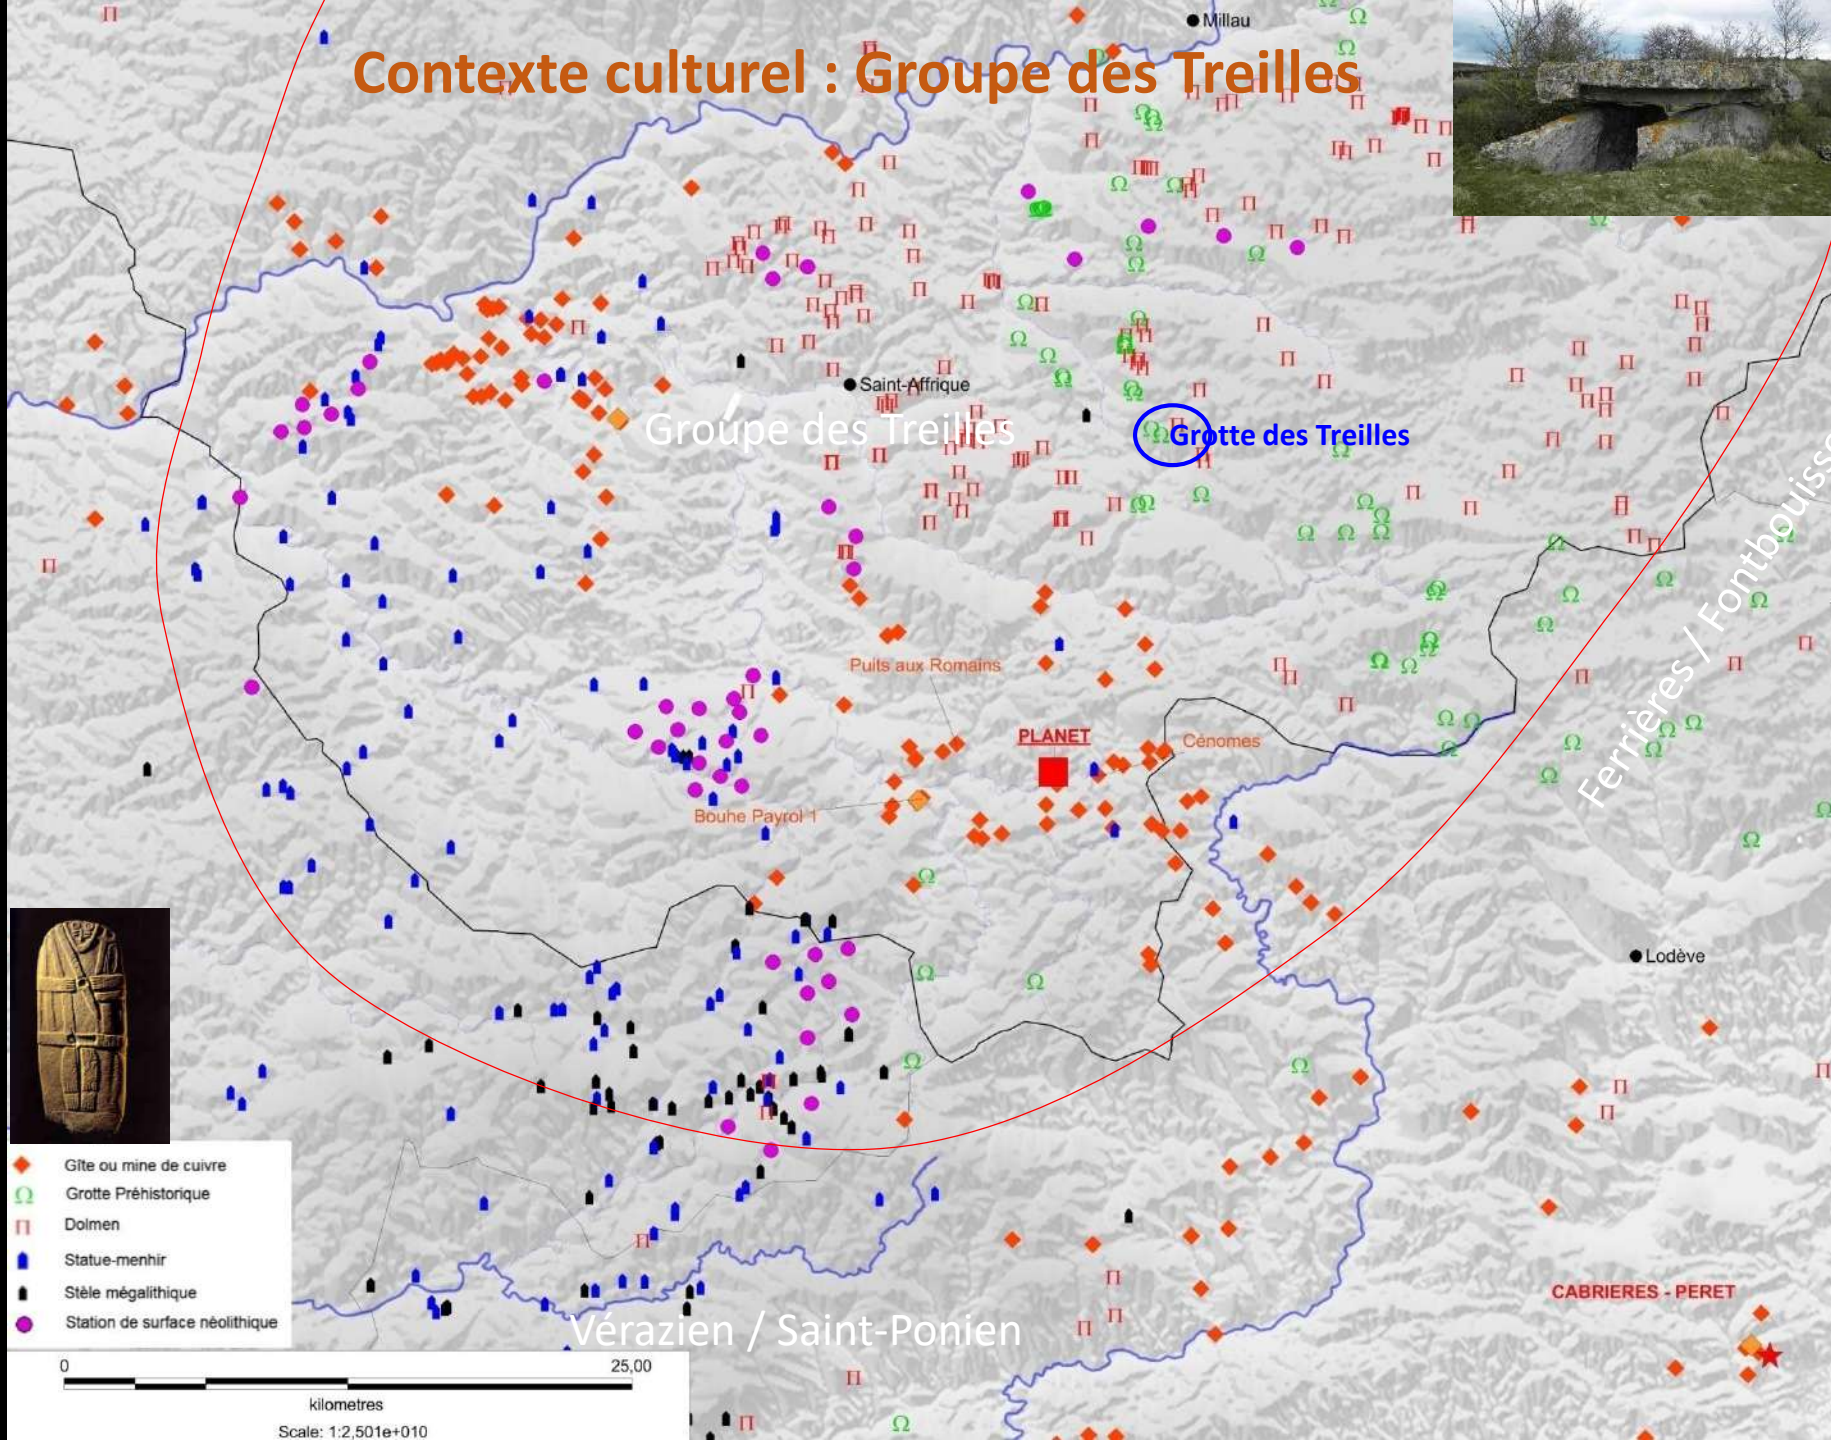 Millau
Contexte culturel : Groupe des Treilles
Saint-Affrique
Groupe des Treilles
Grotte des Treilles
Ferrières / Fontbouisse
Puits aux Romains
PLANET
Cénomes
Bouhe Payrol 1
Lodève
Gîte ou mine de cuivre
Grotte Préhistorique
Dolmen
Statue-menhir
Stèle mégalithique
Station de surface néolithique
CABRIERES - PERET
Vérazien / Saint-Ponien
0 25,00
kilometres
Scale: 1:2,501e+010